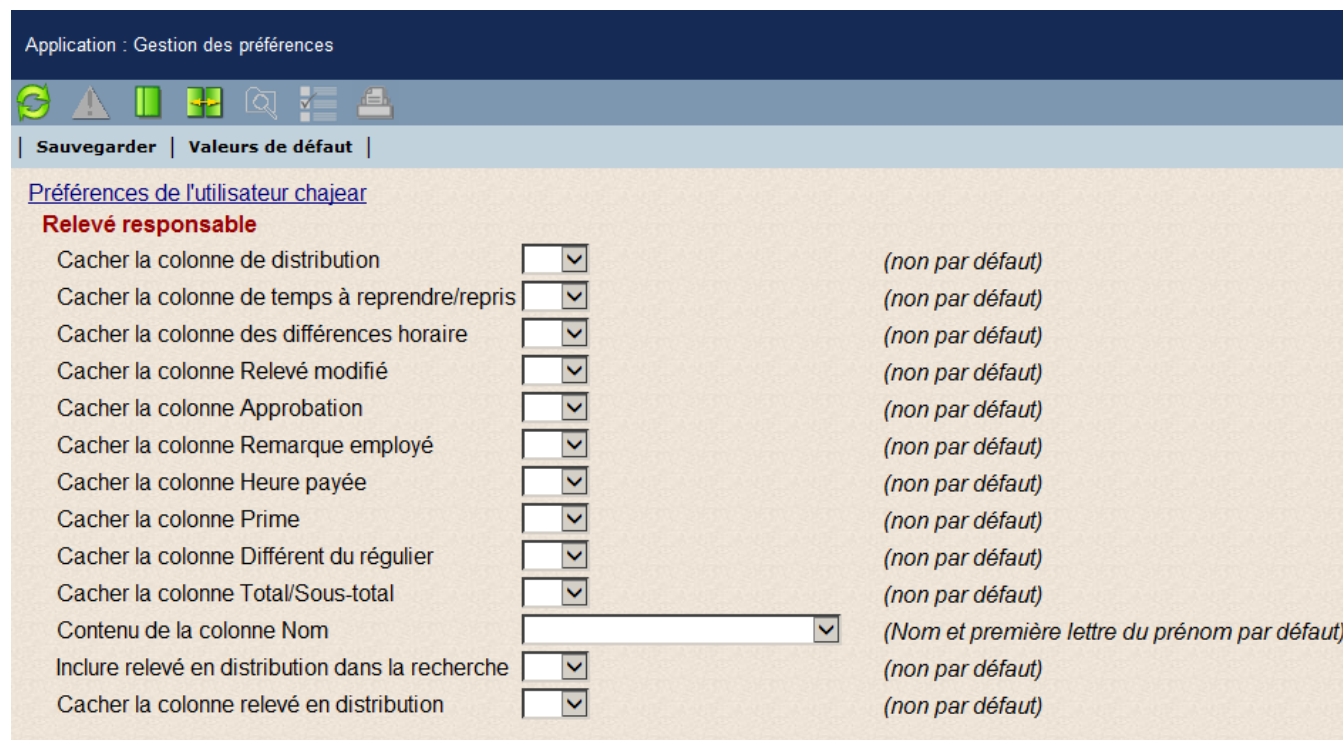 Application : Gestion des préférences
| Sauvegarder | Valeurs de défaut |
Préférences de l'utilisateur chajear
Relevé responsable
Cacher la colonne de distribution (non par défaut)
Cacher la colonne de temps à reprendre/repris (non par défaut)
Cacher la colonne des différences horaire (non par défaut)
Cacher la colonne Relevé modifié (non par défaut)
Cacher la colonne Approbation (non par défaut)
Cacher la colonne Remarque employé (non par défaut)
Cacher la colonne Heure payée (non par défaut)
Cacher la colonne Prime (non par défaut)
Cacher la colonne Différent du régulier (non par défaut)
Cacher la colonne Total/Sous-total (non par défaut)
Contenu de la colonne Nom (Nom et première lettre du prénom par défaut)
Inclure relevé en distribution dans la recherche (non par défaut)
Cacher la colonne relevé en distribution (non par défaut)